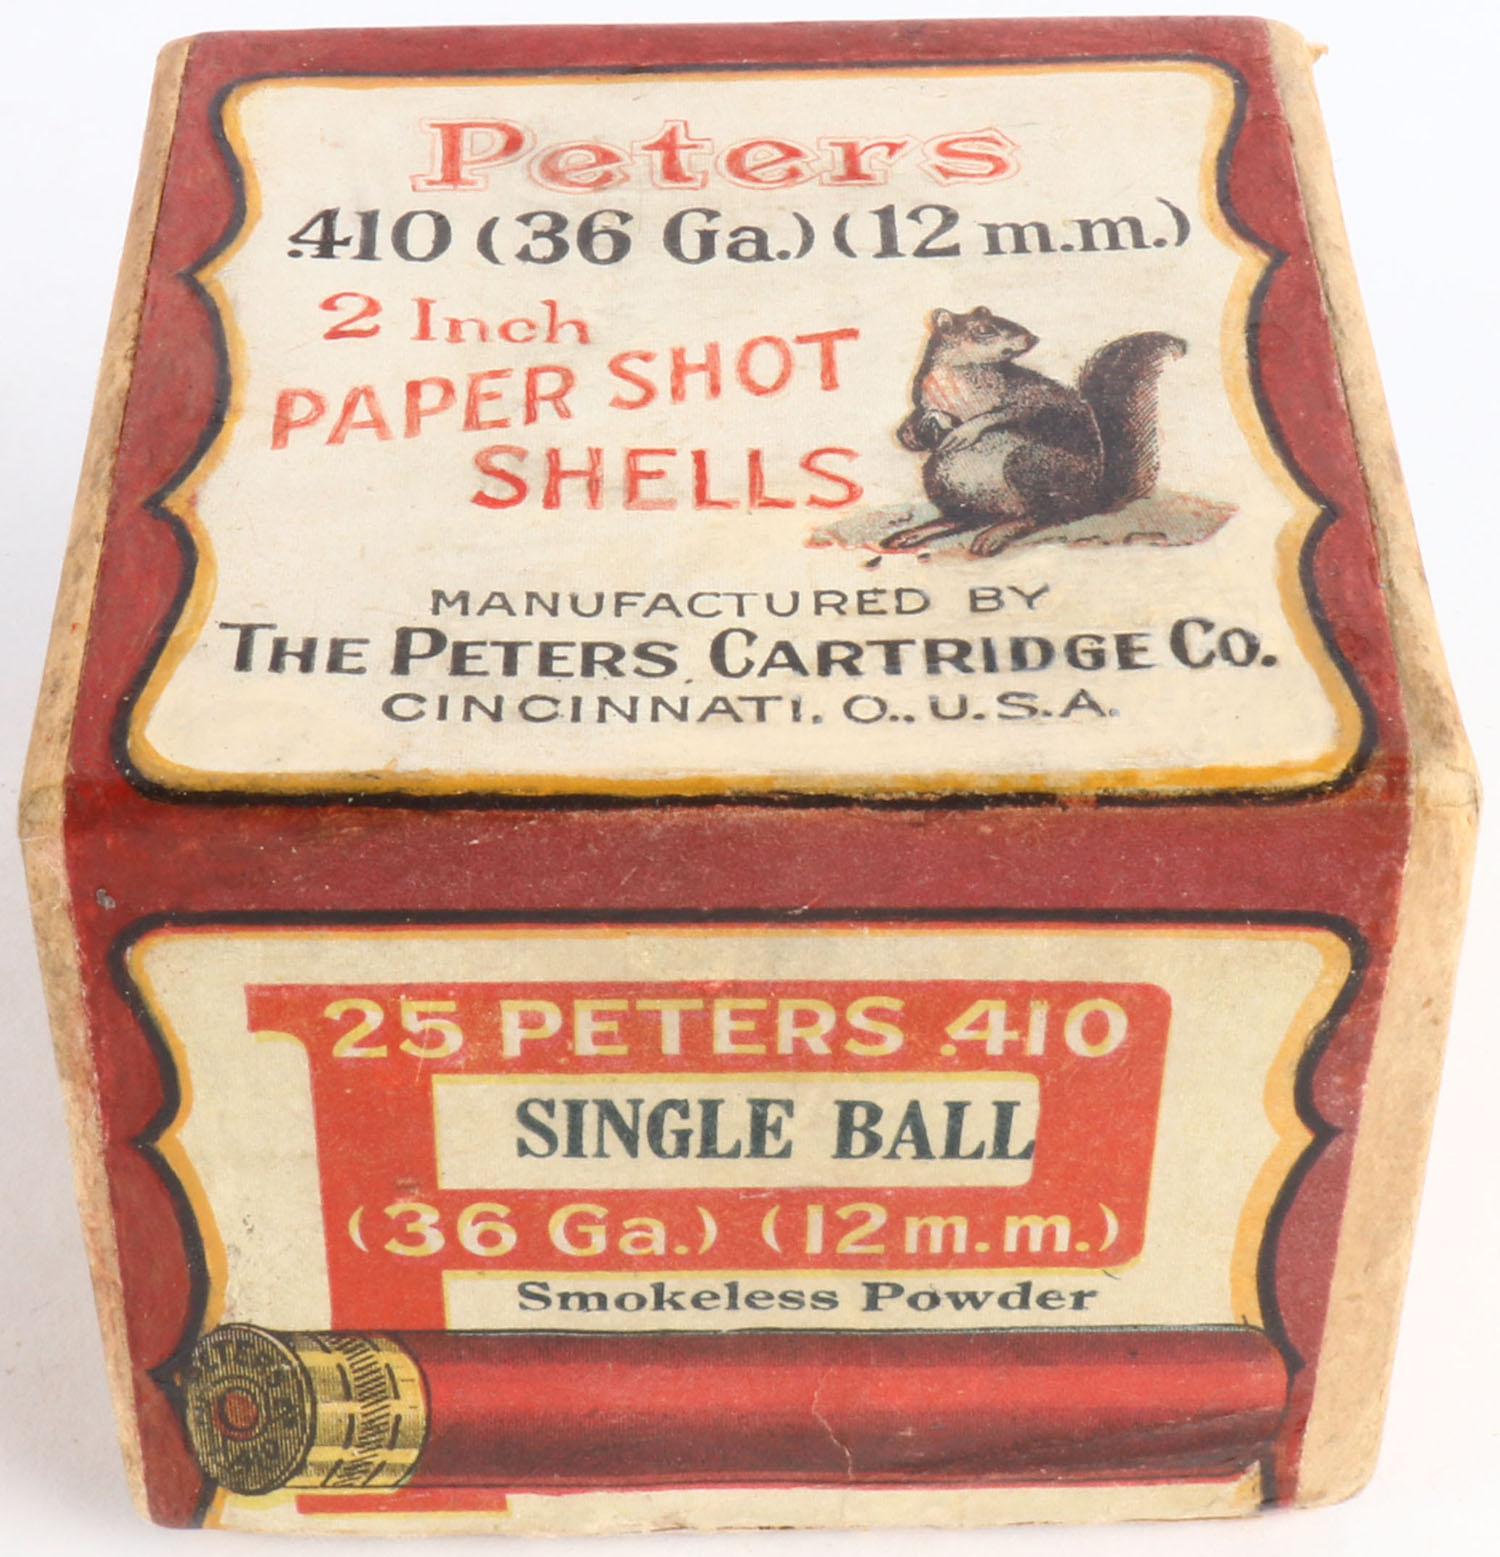 Peters
.410 (36 Ga.) (12 m.m.)
2 Inch
PAPER SHOT
SHELLS
MANUFACTURED BY
THE PETERS CARTRIDGE CO.
CINCINNATI, O., U.S.A.
25 PETERS .410
SINGLE BALL
(36 Ga.) (12 m.m.)
Smokeless Powder